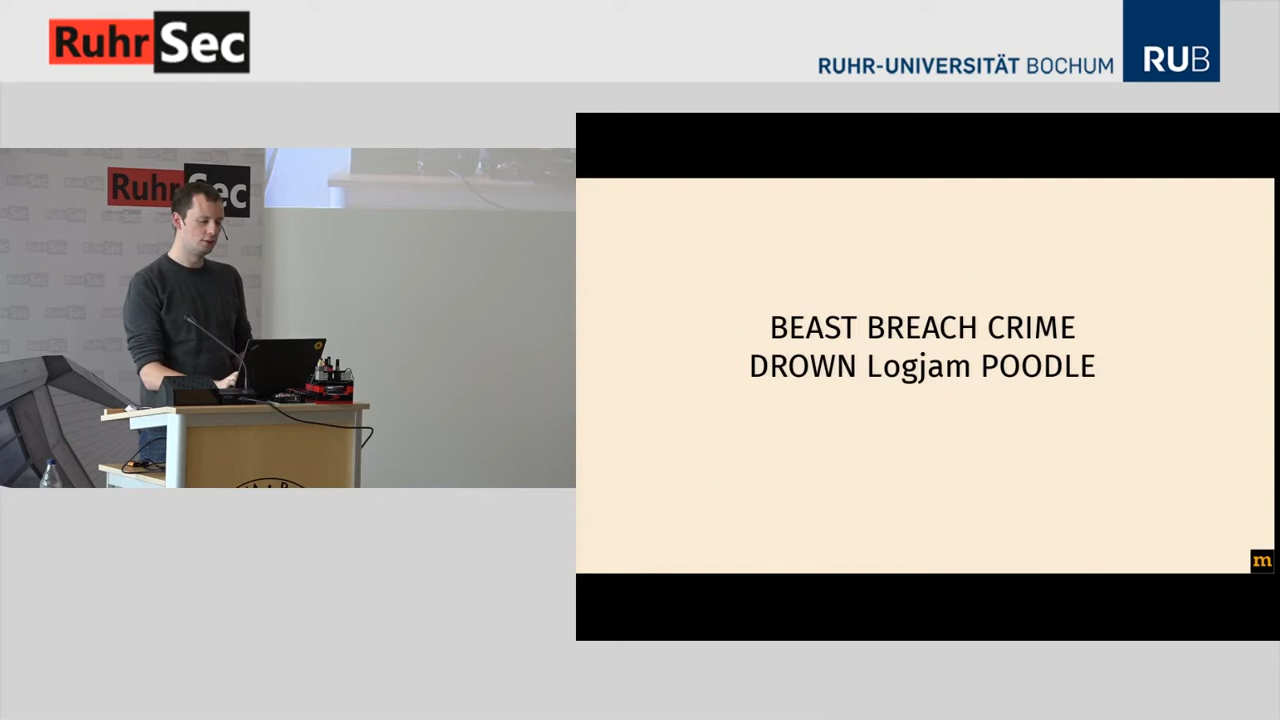 Ruhr Sec
RUHR-UNIVERSITÄT BOCHUM RUB
Ruhr Sec
BEAST BREACH CRIME
DROWN Logjam POODLE
m